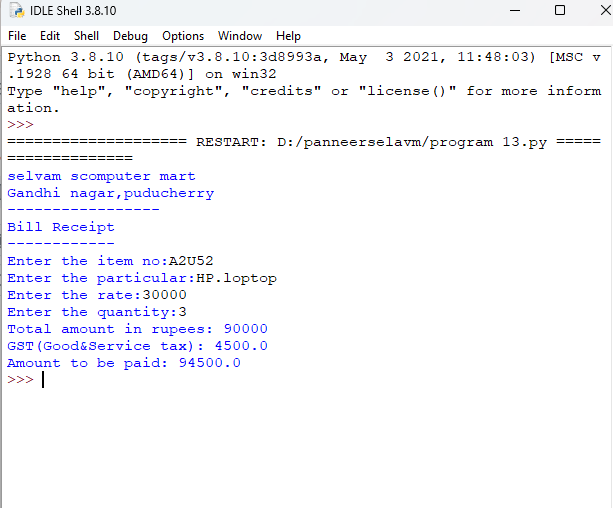 IDLE Shell 3.8.10
File Edit Shell Debug Options Window Help
Python 3.8.10 (tags/v3.8.10:3d8993a, May  3 2021, 11:48:03) [MSC v
.1928 64 bit (AMD64)] on win32
Type "help", "copyright", "credits" or "license()" for more inform
ation.
>>>
==================== RESTART: D:/panneerselavm/program 13.py =====
==============
selvam scomputer mart
Gandhi nagar,puducherry
-----------------
Bill Receipt
------------
Enter the item no:A2U52
Enter the particular:HP.loptop
Enter the rate:30000
Enter the quantity:3
Total amount in rupees: 90000
GST(Good&Service tax): 4500.0
Amount to be paid: 94500.0
>>>